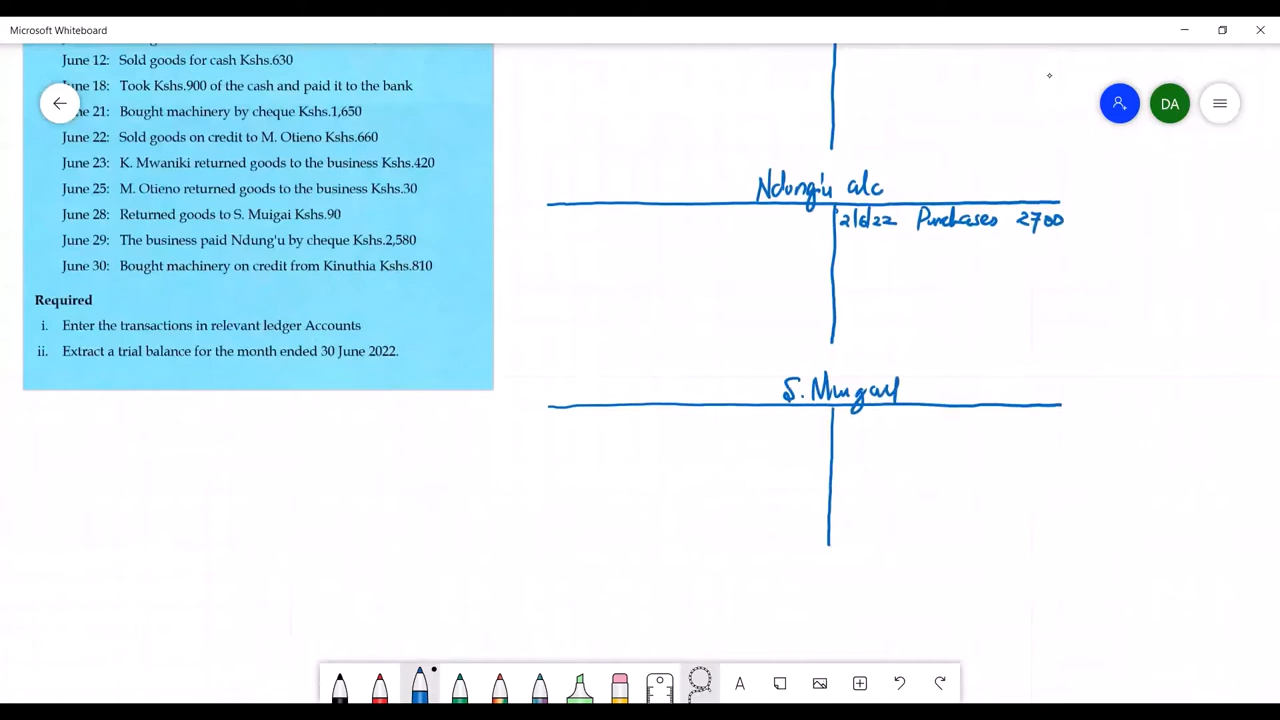 Microsoft Whiteboard
June 12: Sold goods for cash Kshs.630
June 18: Took Kshs.900 of the cash and paid it to the bank
une 21: Bought machinery by cheque Kshs.1,650
June 22: Sold goods on credit to M. Otieno Kshs.660
June 23: K. Mwaniki returned goods to the business Kshs.420
June 25: M. Otieno returned goods to the business Kshs.30
June 28: Returned goods to S. Muigai Kshs.90
June 29: The business paid Ndung'u by cheque Kshs.2,580
June 30: Bought machinery on credit from Kinuthia Kshs.810
Required
i. Enter the transactions in relevant ledger Accounts
ii. Extract a trial balance for the month ended 30 June 2022.
DA
Ndung'u a/c
2/6/22 Purchases 2700
S. Muigai
A